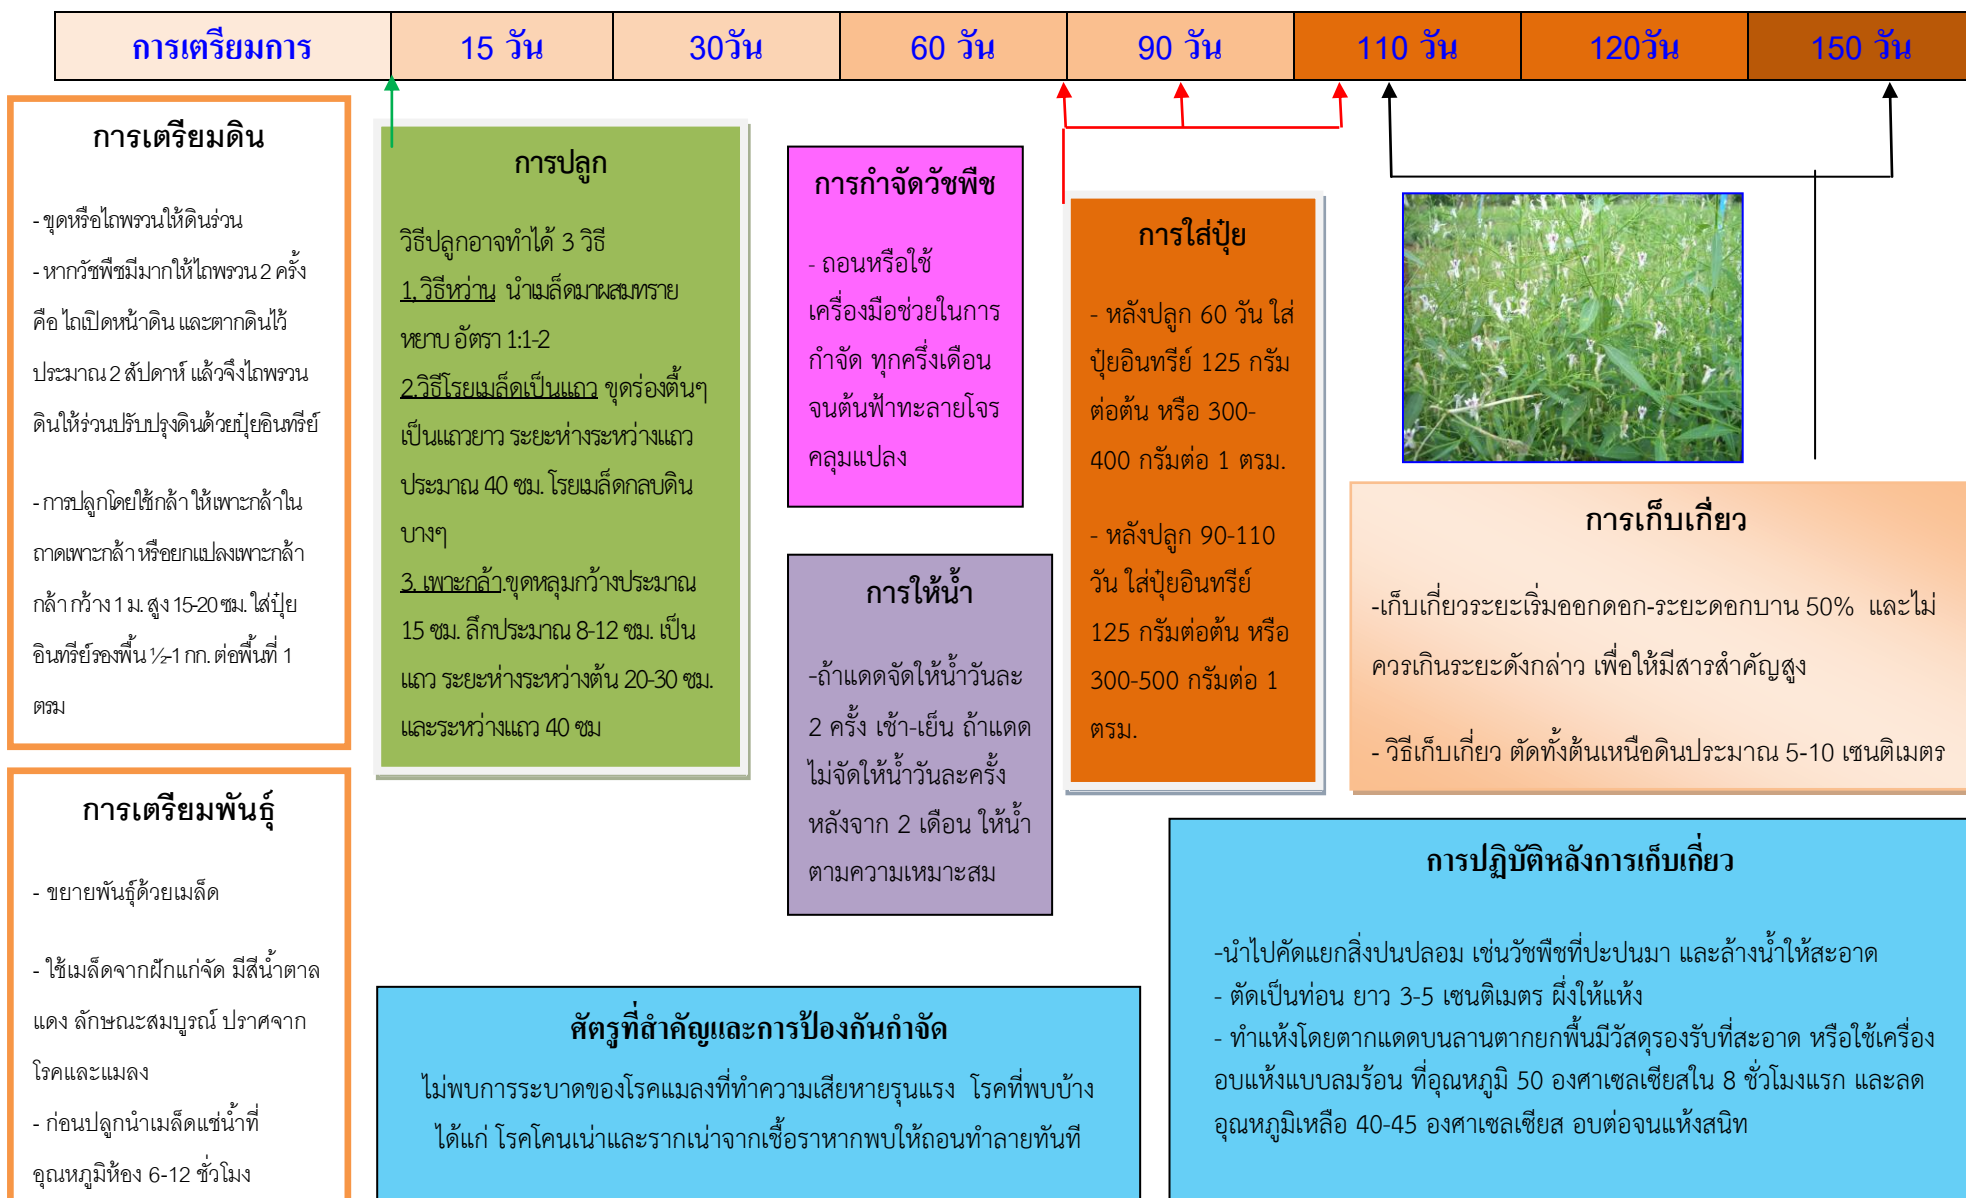 การเตรียมการ
15 วัน
30วัน
60 วัน
90 วัน
110 วัน
120วัน
150 วัน
การเตรียมดิน
- ขุดหรือไถพรวนให้ดินร่วน
- หากวัชพืชมีมากให้ไถพรวน 2 ครั้ง
คือ ไถเปิดหน้าดิน และตากดินไว้
ประมาณ 2 สัปดาห์ แล้วจึงไถพรวน
ดินให้ร่วนปรับปรุงดินด้วยปุ๋ยอินทรีย์
- การปลูกโดยใช้กล้า ให้เพาะกล้าใน
ถาดเพาะกล้า หรือยกแปลงเพาะกล้า
กล้า กว้าง 1 ม. สูง 15-20 ซม. ใส่ปุ๋ย
อินทรีย์รองพื้น ½-1 กก. ต่อพื้นที่ 1
ตรม
การเตรียมพันธุ์
- ขยายพันธุ์ด้วยเมล็ด
- ใช้เมล็ดจากฝักแก่จัด มีสีน้ำตาล
แดง ลักษณะสมบูรณ์ ปราศจาก
โรคและแมลง
- ก่อนปลูกนำเมล็ดแช่น้ำที่
อุณหภูมิห้อง 6-12 ชั่วโมง
การปลูก
วิธีปลูกอาจทำได้ 3 วิธี
1. วิธีหว่าน นำเมล็ดมาผสมทราย
หยาบ อัตรา 1:1-2
2.วิธีโรยเมล็ดเป็นแถว ขุดร่องตื้นๆ
เป็นแถวยาว ระยะห่างระหว่างแถว
ประมาณ 40 ซม. โรยเมล็ดกลบดิน
บางๆ
3. เพาะกล้า.ขุดหลุมกว้างประมาณ
15 ซม. ลึกประมาณ 8-12 ซม. เป็น
แถว ระยะห่างระหว่างต้น 20-30 ซม.
และระหว่างแถว 40 ซม
การกำจัดวัชพืช
- ถอนหรือใช้
เครื่องมือช่วยในการ
กำจัด ทุกครึ่งเดือน
จนต้นฟ้าทะลายโจร
คลุมแปลง
การให้น้ำ
-ถ้าแดดจัดให้น้ำวันละ
2 ครั้ง เช้า-เย็น ถ้าแดด
ไม่จัดให้น้ำวันละครั้ง
หลังจาก 2 เดือน ให้น้ำ
ตามความเหมาะสม
การใส่ปุ๋ย
- หลังปลูก 60 วัน ใส่
ปุ๋ยอินทรีย์ 125 กรัม
ต่อต้น หรือ 300-
400 กรัมต่อ 1 ตรม.
- หลังปลูก 90-110
วัน ใส่ปุ๋ยอินทรีย์
125 กรัมต่อต้น หรือ
300-500 กรัมต่อ 1
ตรม.
การเก็บเกี่ยว
-เก็บเกี่ยวระยะเริ่มออกดอก-ระยะดอกบาน 50% และไม่
ควรเกินระยะดังกล่าว เพื่อให้มีสารสำคัญสูง
- วิธีเก็บเกี่ยว ตัดทั้งต้นเหนือดินประมาณ 5-10 เซนติเมตร
ศัตรูที่สำคัญและการป้องกันกำจัด
ไม่พบการระบาดของโรคแมลงที่ทำความเสียหายรุนแรง โรคที่พบบ้าง
ได้แก่ โรคโคนเน่าและรากเน่าจากเชื้อราหากพบให้ถอนทำลายทันที
การปฏิบัติหลังการเก็บเกี่ยว
-นำไปคัดแยกสิ่งปนปลอม เช่นวัชพืชที่ปะปนมา และล้างน้ำให้สะอาด
- ตัดเป็นท่อน ยาว 3-5 เซนติเมตร ผึ่งให้แห้ง
- ทำแห้งโดยตากแดดบนลานตากยกพื้นมีวัสดุรองรับที่สะอาด หรือใช้เครื่อง
อบแห้งแบบลมร้อน ที่อุณหภูมิ 50 องศาเซลเซียสใน 8 ชั่วโมงแรก และลด
อุณหภูมิเหลือ 40-45 องศาเซลเซียส อบต่อจนแห้งสนิท